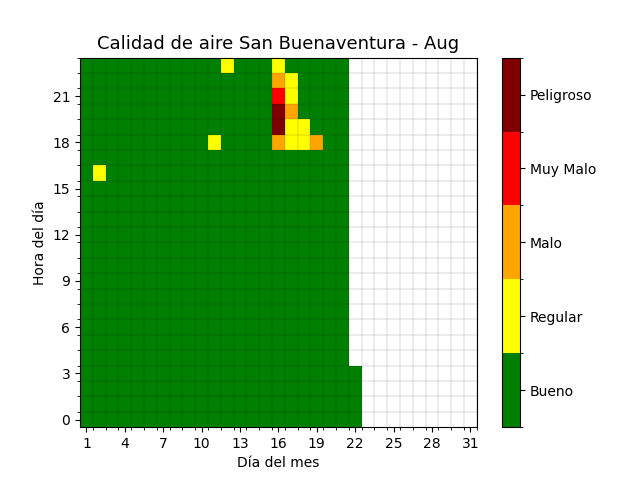 Calidad de aire San Buenaventura - Aug
21
18
15
12
9
6
3
0
Hora del día
1 4 7 10 13 16 19 22 25 28 31
Día del mes
Peligroso
Muy Malo
Malo
Regular
Bueno